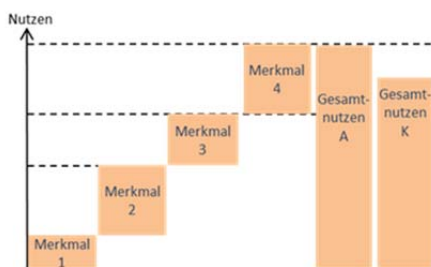 Nutzen
Merkmal
4
Gesamt-
nutzen
A
Gesamt-
nutzen
K
Merkmal
3
Merkmal
2
Merkmal
1